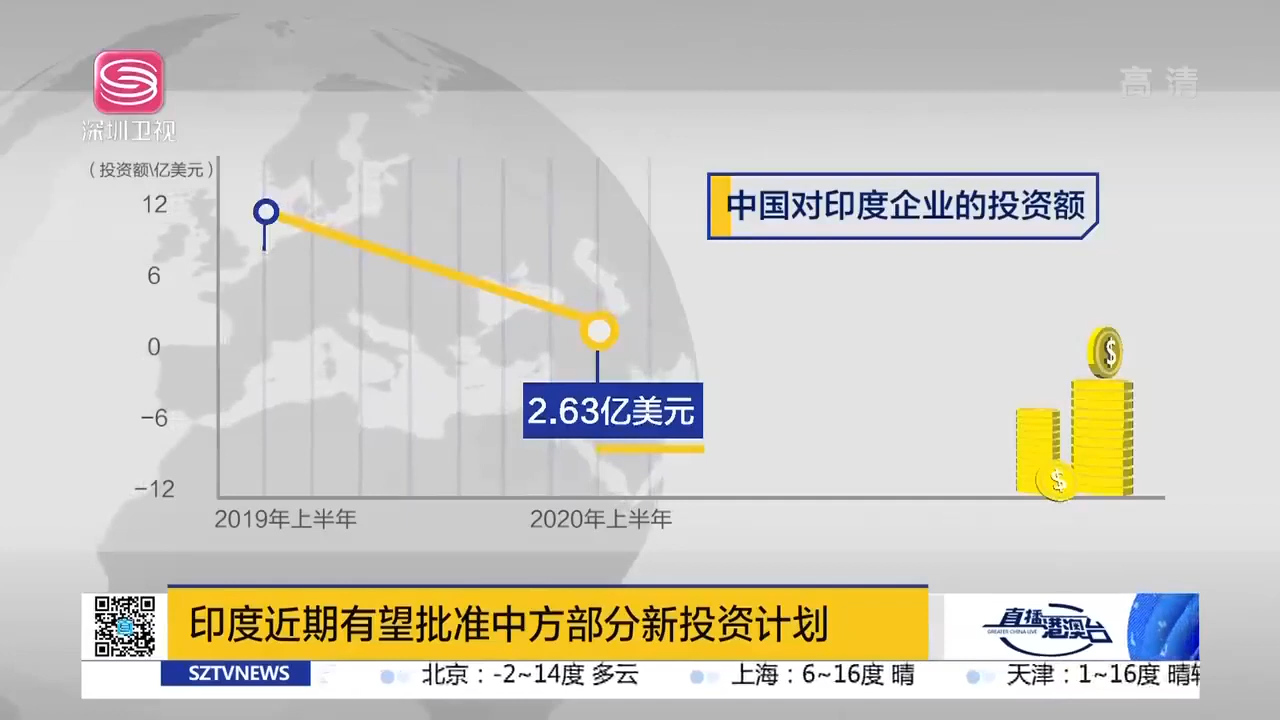 深圳卫视
高清
（投资额\亿美元）
中国对印度企业的投资额
12
6
0
−6
−12
2.63亿美元
2019年上半年
2020年上半年
$
$
印度近期有望批准中方部分新投资计划
直播港澳台
GREATER CHINA LIVE
SZTVNEWS
北京：-2~14度 多云
上海：6~16度 晴
天津：1~16度 晴转